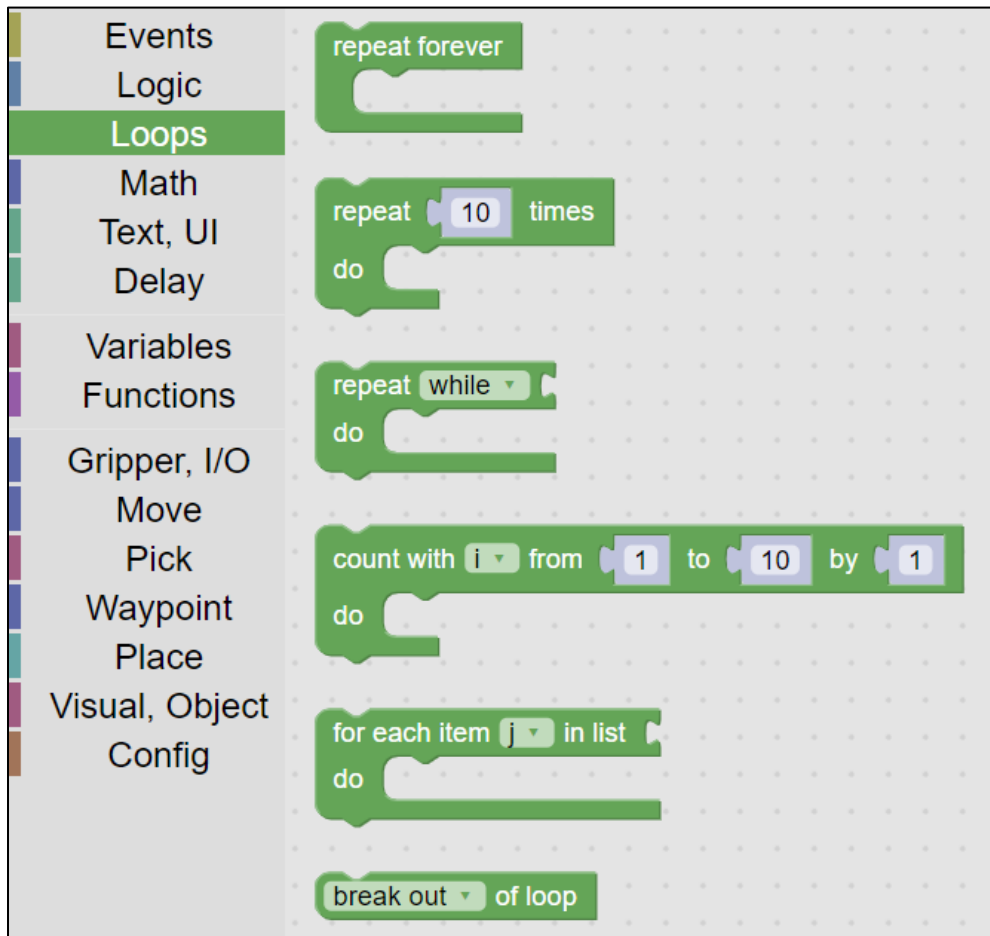 Events
Logic
Loops
Math
Text, UI
Delay
Variables
Functions
Gripper, I/O
Move
Pick
Waypoint
Place
Visual, Object
Config
repeat forever
repeat 10 times
do
repeat while
do
count with i from 1 to 10 by 1
do
for each item j in list
do
break out of loop